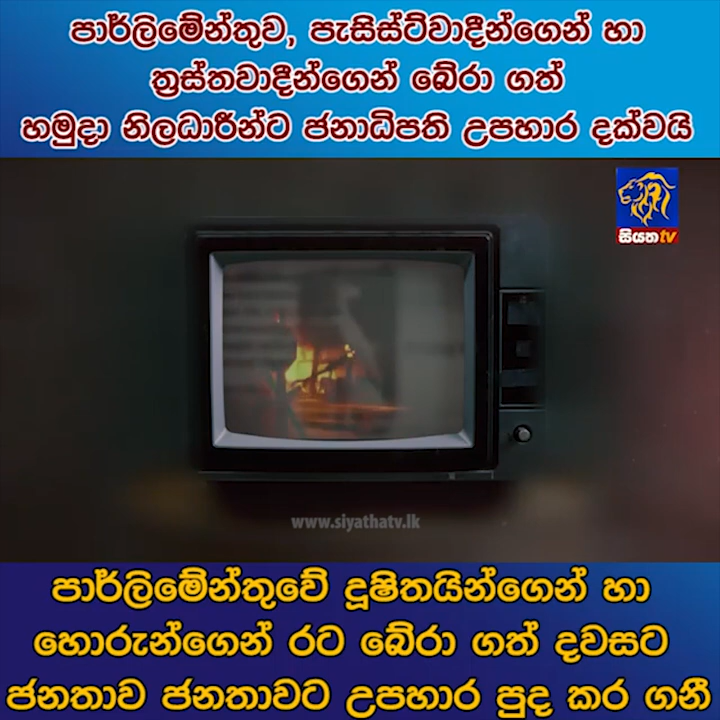 පාර්ලිමේන්තුව, පැසිස්ට්වාදීන්ගෙන් හා
ත්‍රස්තවාදීන්ගෙන් බේරා ගත්
හමුදා නිලධාරීන්ට ජනාධිපති උපහාර දක්වයි
සියත tv
www.siyathatv.lk
පාර්ලිමේන්තුවේ දූෂිතයින්ගෙන් හා
හොරුන්ගෙන් රට බේරා ගත් දවසට
ජනතාව ජනතාවට උපහාර පුද කර ගනී